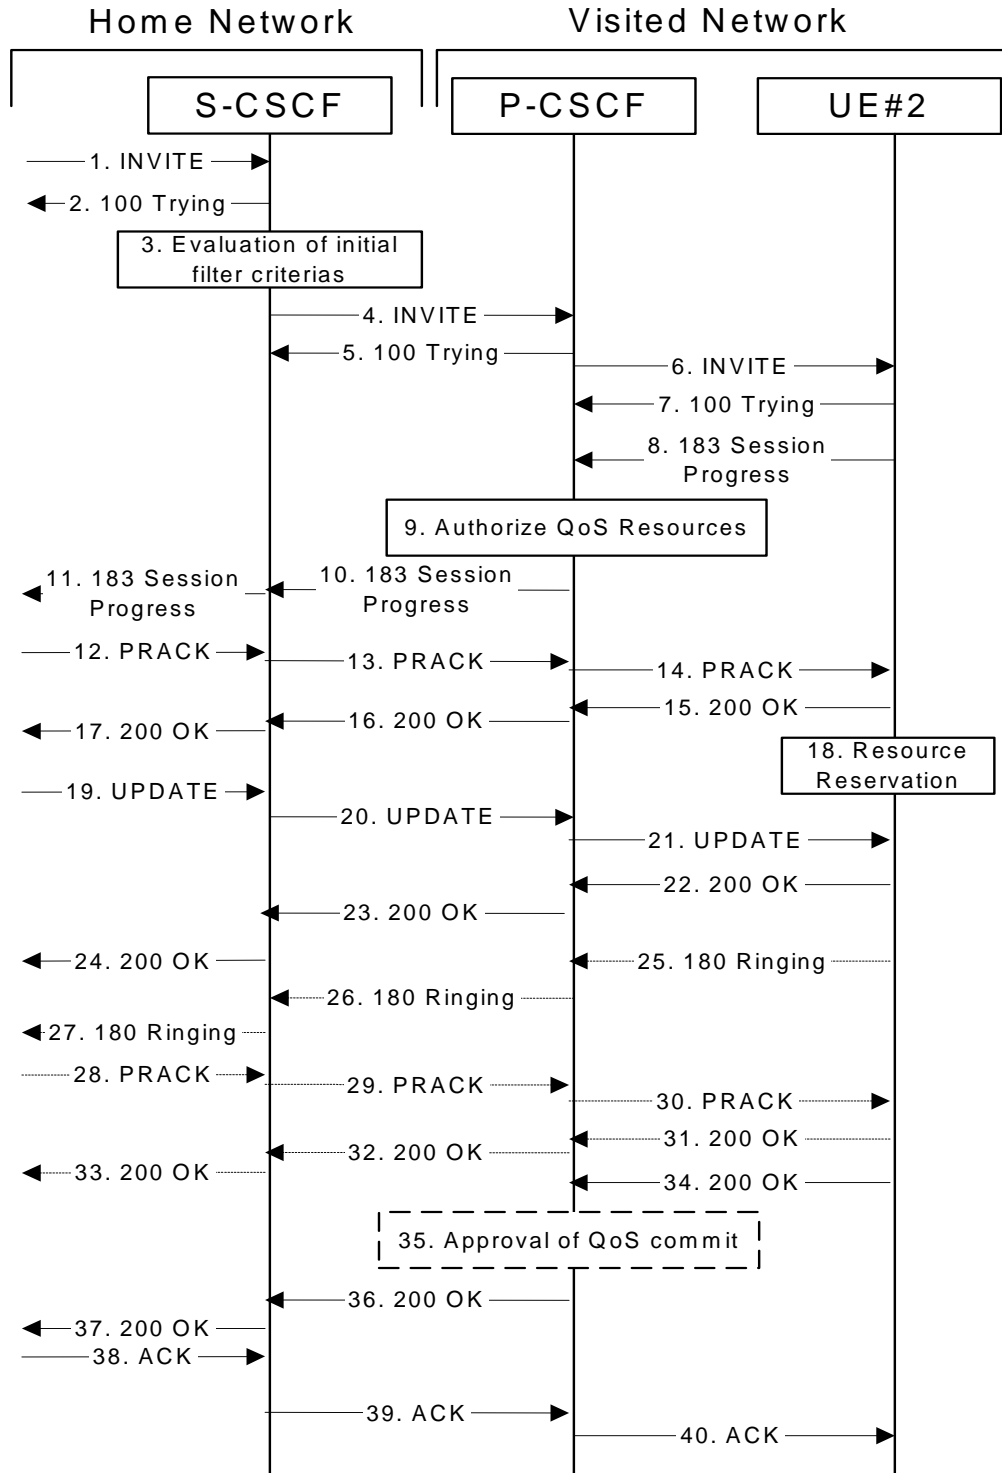 Home Network
Visited Network
S-CSCF
P-CSCF
UE#2
1. INVITE
2. 100 Trying
3. Evaluation of initial
filter criterias
4. INVITE
5. 100 Trying
6. INVITE
7. 100 Trying
8. 183 Session
Progress
9. Authorize QoS Resources
10. 183 Session
Progress
11. 183 Session
Progress
12. PRACK
13. PRACK
14. PRACK
15. 200 OK
16. 200 OK
17. 200 OK
18. Resource
Reservation
19. UPDATE
20. UPDATE
21. UPDATE
22. 200 OK
23. 200 OK
24. 200 OK
25. 180 Ringing
26. 180 Ringing
27. 180 Ringing
28. PRACK
29. PRACK
30. PRACK
31. 200 OK
32. 200 OK
33. 200 OK
34. 200 OK
35. Approval of QoS commit
36. 200 OK
37. 200 OK
38. ACK
39. ACK
40. ACK